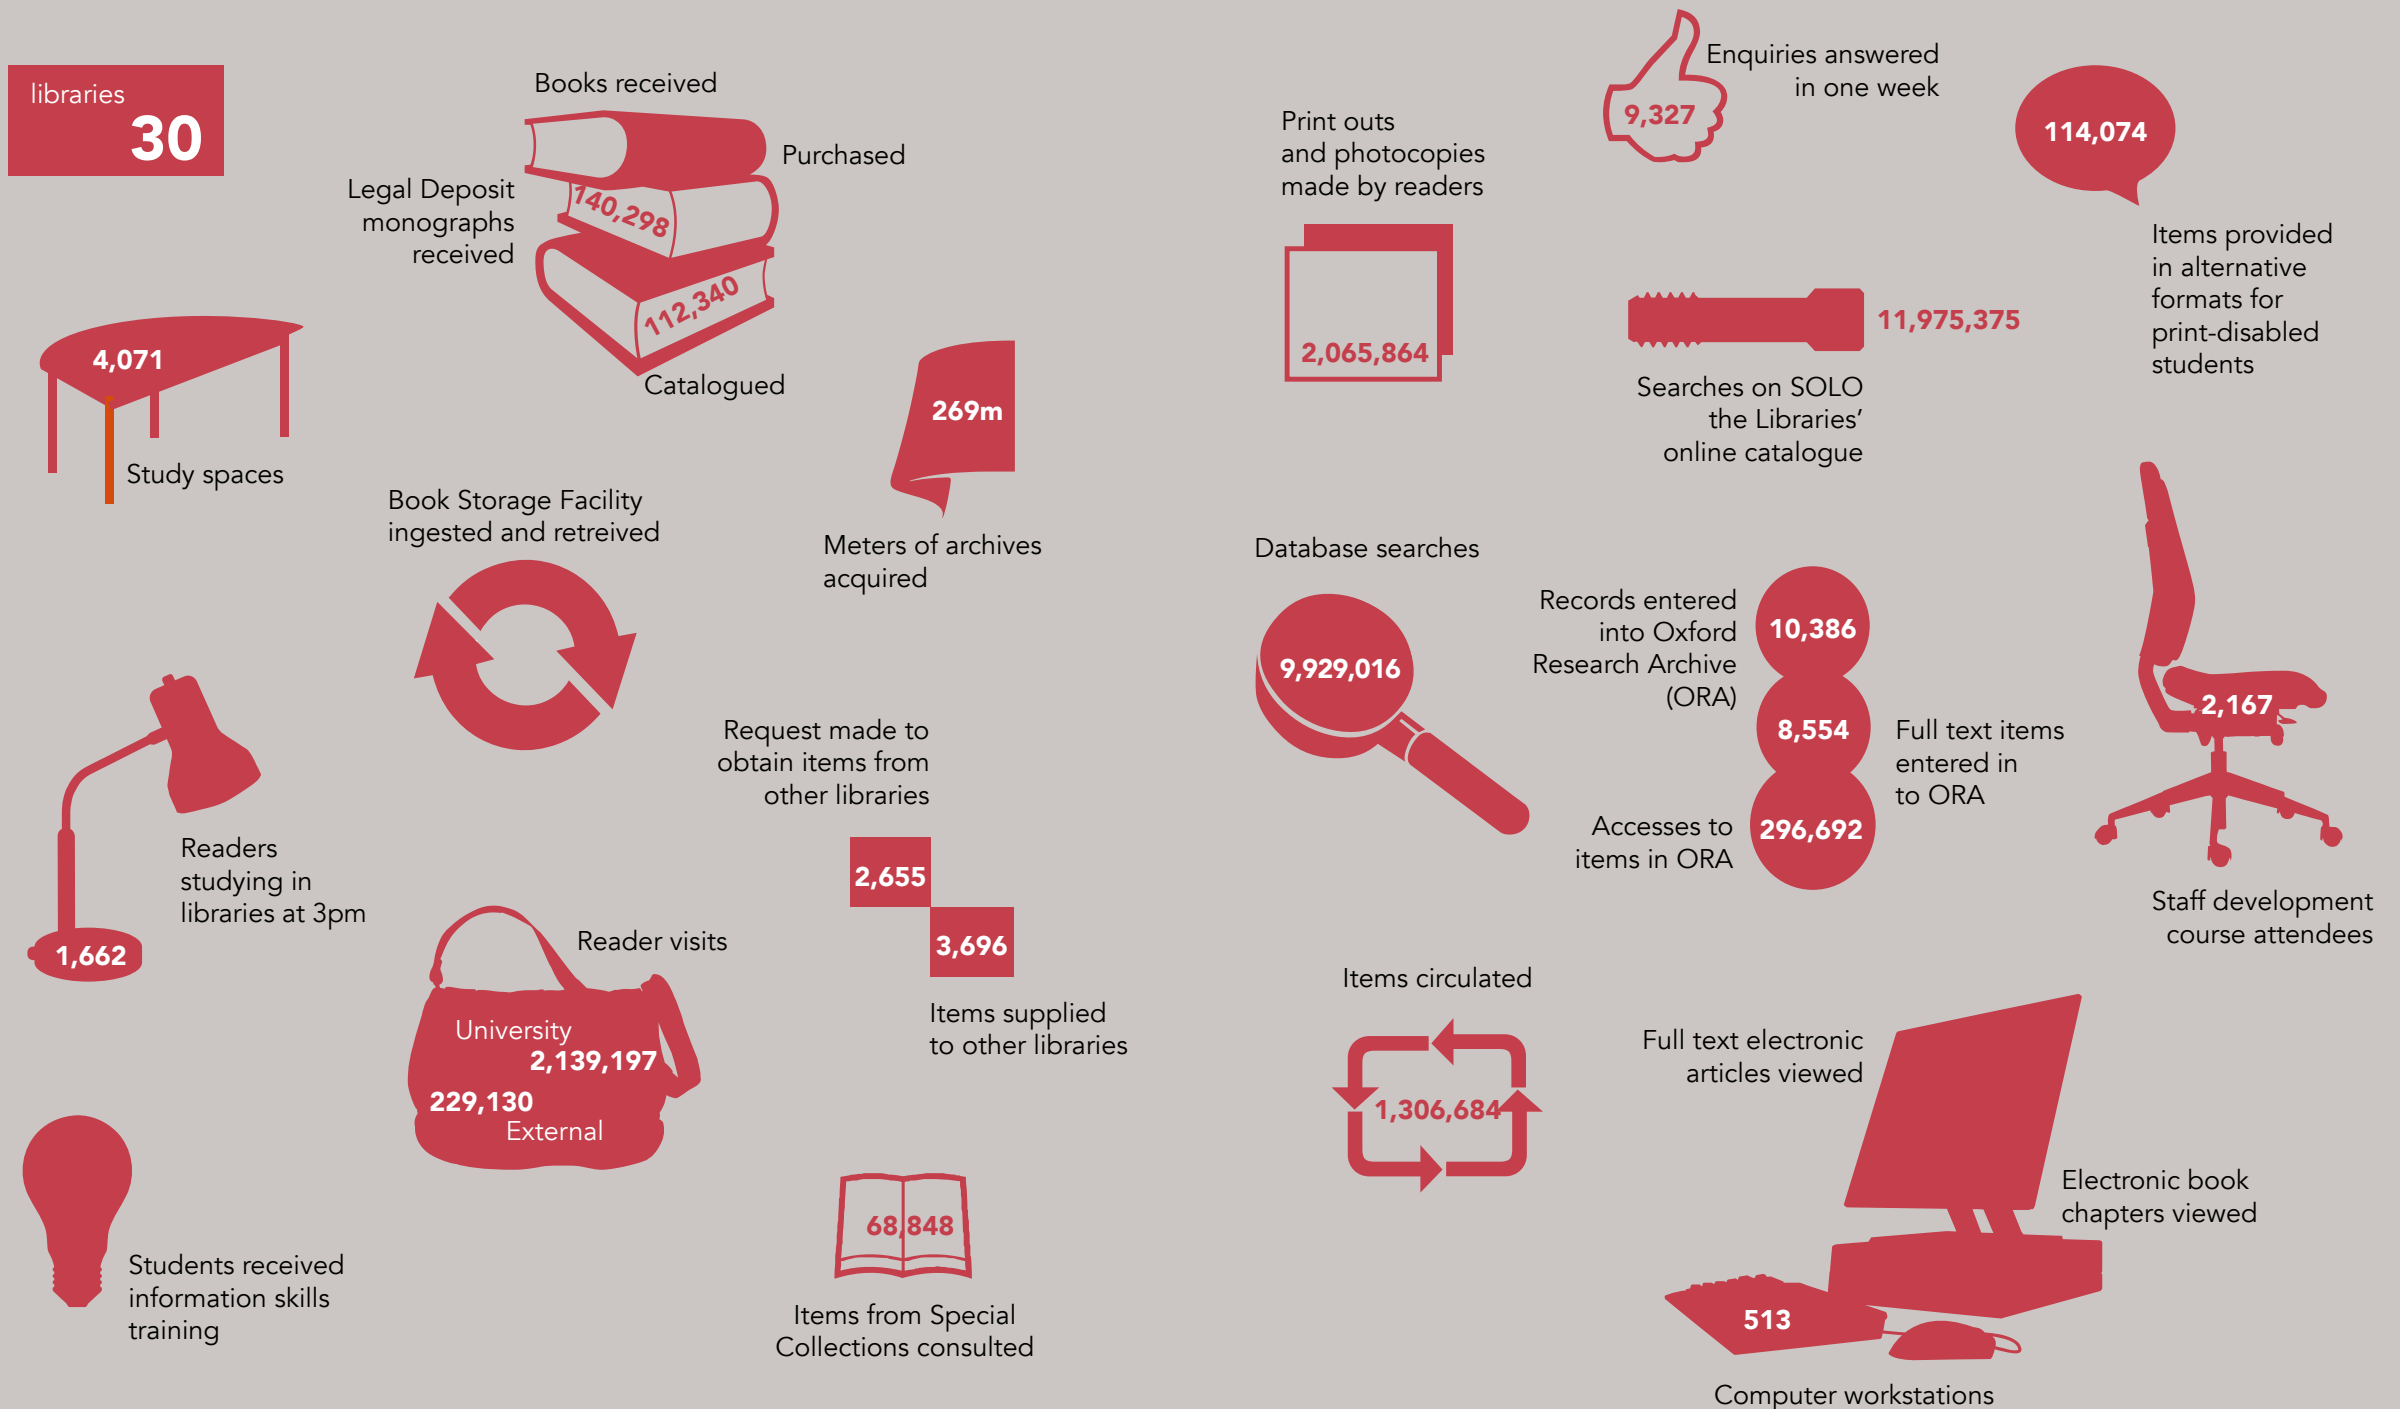 libraries
30
Books received
Purchased
Legal Deposit
monographs
received
140,298
112,340
Catalogued
4,071
Study spaces
269m
Meters of archives
acquired
Book Storage Facility
ingested and retreived
Readers
studying in
libraries at 3pm
1,662
Request made to
obtain items from
other libraries
2,655
3,696
Items supplied
to other libraries
Reader visits
University
2,139,197
229,130
External
Students received
information skills
training
68,848
Items from Special
Collections consulted
Print outs
and photocopies
made by readers
2,065,864
Enquiries answered
in one week
9,327
114,074
Items provided
in alternative
formats for
print-disabled
students
11,975,375
Searches on SOLO
the Libraries’
online catalogue
Database searches
9,929,016
Records entered
into Oxford
Research Archive
(ORA)
10,386
8,554
Full text items
entered in
to ORA
Accesses to
items in ORA
296,692
2,167
Staff development
course attendees
Items circulated
1,306,684
Full text electronic
articles viewed
Electronic book
chapters viewed
513
Computer workstations